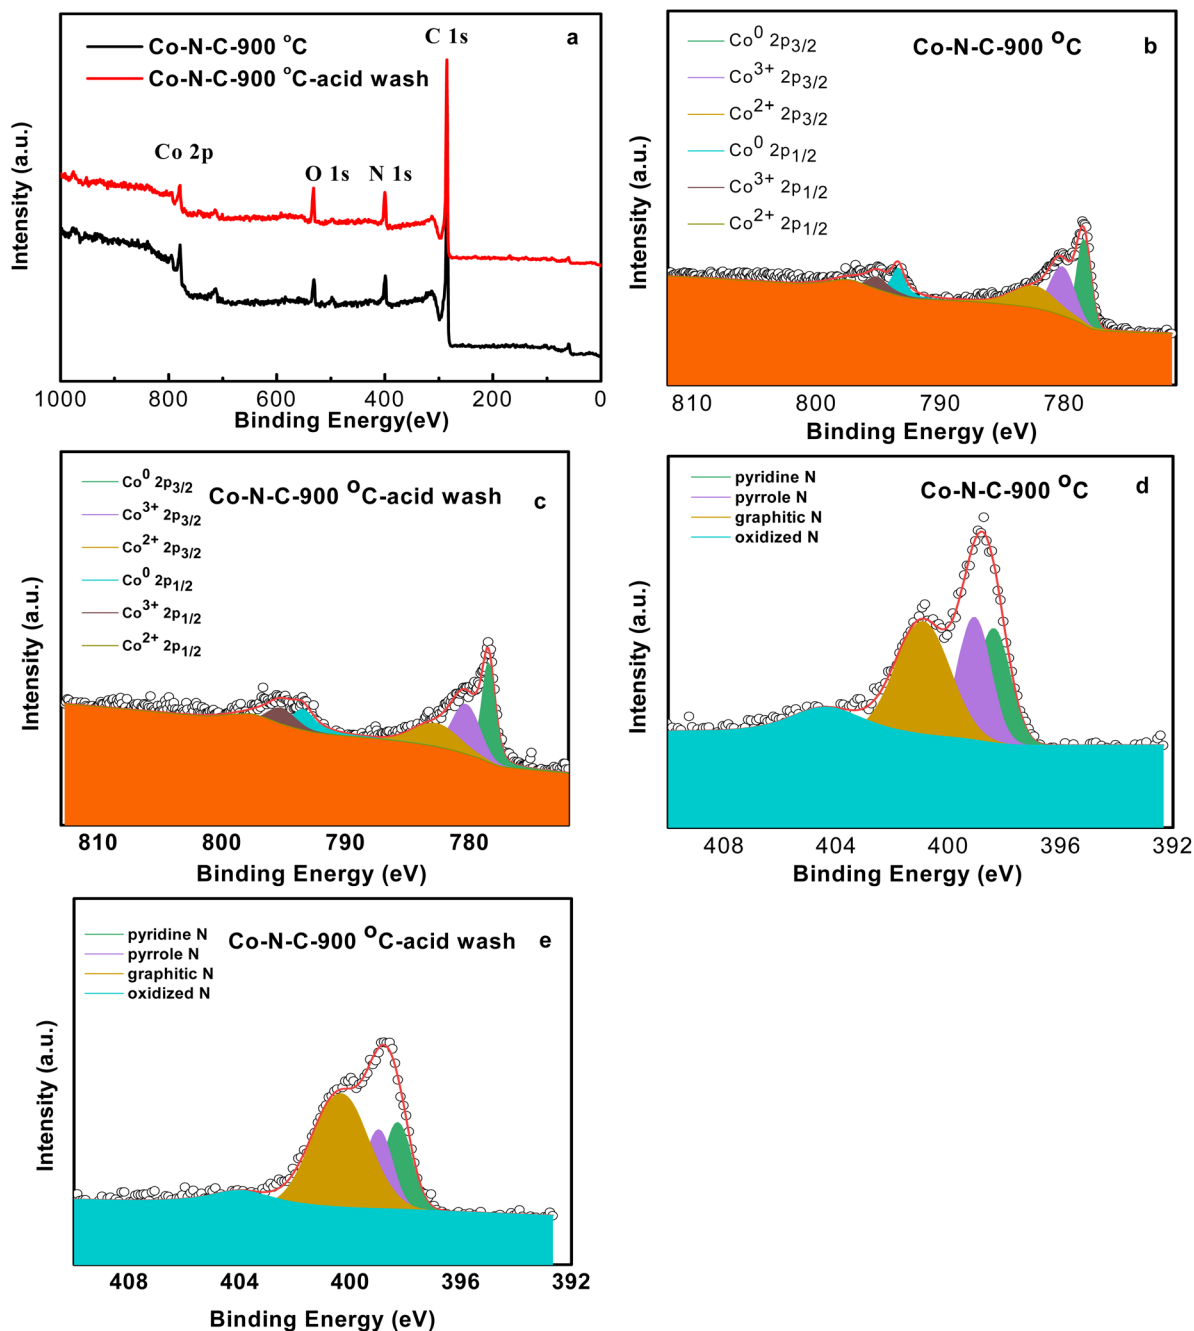 Co-N-C-900 °C
Co-N-C-900 °C-acid wash
C 1s
a
Co 2p
O 1s
N 1s
Intensity (a.u.)
1000 800 600 400 200 0
Binding Energy(eV)
Co⁰ 2p3/2
Co³⁺ 2p3/2
Co²⁺ 2p3/2
Co⁰ 2p1/2
Co³⁺ 2p1/2
Co²⁺ 2p1/2
Co-N-C-900 °C
b
Intensity (a.u.)
810 800 790 780
Binding Energy (eV)
Co⁰ 2p3/2
Co³⁺ 2p3/2
Co²⁺ 2p3/2
Co⁰ 2p1/2
Co³⁺ 2p1/2
Co²⁺ 2p1/2
Co-N-C-900 °C-acid wash
c
Intensity (a.u.)
810 800 790 780
Binding Energy (eV)
pyridine N
pyrrole N
graphitic N
oxidized N
Co-N-C-900 °C
d
Intensity (a.u.)
408 404 400 396 392
Binding Energy (eV)
pyridine N
pyrrole N
graphitic N
oxidized N
Co-N-C-900 °C-acid wash
e
Intensity (a.u.)
408 404 400 396 392
Binding Energy (eV)